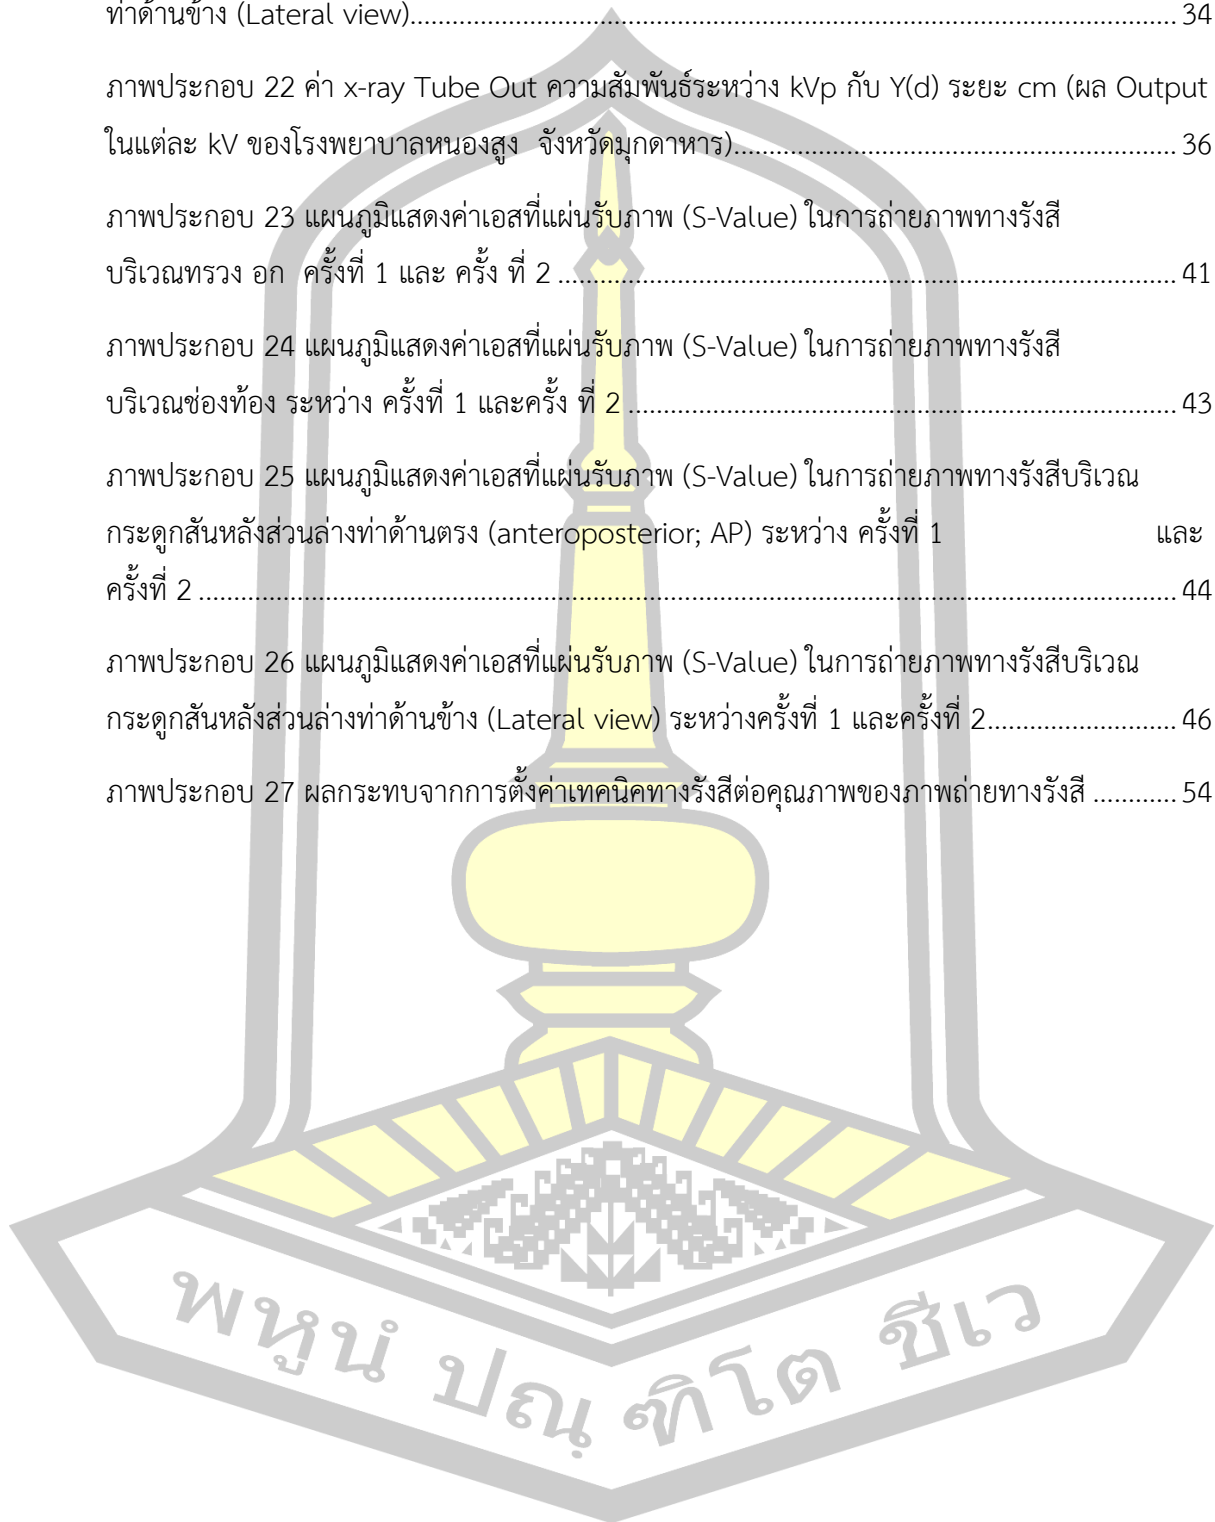 ท่าด้านข้าง (Lateral view)........................................................................................................ 34
ภาพประกอบ 22 ค่า x-ray Tube Out ความสัมพันธ์ระหว่าง kVp กับ Y(d) ระยะ cm (ผล Output
ในแต่ละ kV ของโรงพยาบาลหนองสูง จังหวัดมุกดาหาร)............................................................ 36
ภาพประกอบ 23 แผนภูมิแสดงค่าเอสที่แผ่นรับภาพ (S-Value) ในการถ่ายภาพทางรังสี
บริเวณทรวง อก ครั้งที่ 1 และ ครั้ง ที่ 2 .................................................................................... 41
ภาพประกอบ 24 แผนภูมิแสดงค่าเอสที่แผ่นรับภาพ (S-Value) ในการถ่ายภาพทางรังสี
บริเวณช่องท้อง ระหว่าง ครั้งที่ 1 และครั้ง ที่ 2 .......................................................................... 43
ภาพประกอบ 25 แผนภูมิแสดงค่าเอสที่แผ่นรับภาพ (S-Value) ในการถ่ายภาพทางรังสีบริเวณ
กระดูกสันหลังส่วนล่างท่าด้านตรง (anteroposterior; AP) ระหว่าง ครั้งที่ 1 และ
ครั้งที่ 2 ..................................................................................................................................... 44
ภาพประกอบ 26 แผนภูมิแสดงค่าเอสที่แผ่นรับภาพ (S-Value) ในการถ่ายภาพทางรังสีบริเวณ
กระดูกสันหลังส่วนล่างท่าด้านข้าง (Lateral view) ระหว่างครั้งที่ 1 และครั้งที่ 2......................... 46
ภาพประกอบ 27 ผลกระทบจากการตั้งค่าเทคนิคทางรังสีต่อคุณภาพของภาพถ่ายทางรังสี ............ 54
พหูนํ ปณฺฑิโต ชีเว